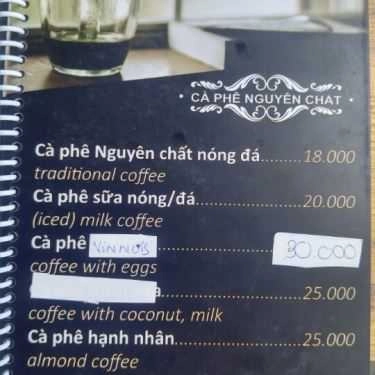 CÀ PHÊ NGUYÊN CHẤT
Cà phê Nguyên chất nóng đá............18.000
traditional coffee
Cà phê sữa nóng/đá........................20.000
(iced) milk coffee
Cà phê ........................ 30.000
coffee with eggs
........................25.000
coffee with coconut, milk
Cà phê hạnh nhân........................25.000
almond coffee